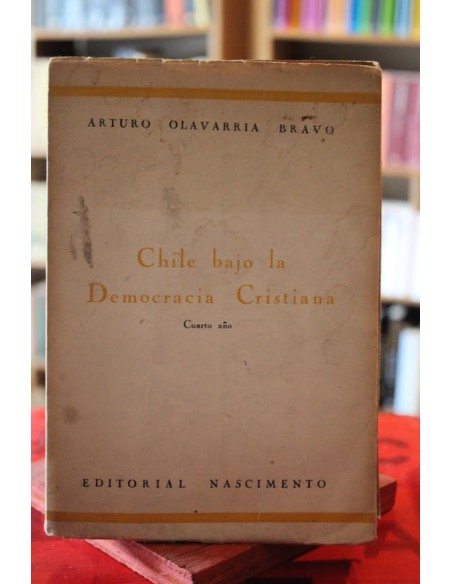 ARTURO OLAVARRIA BRAVO
Chile bajo la
Democracia Cristiana
Cuarto año
EDITORIAL NASCIMENTO